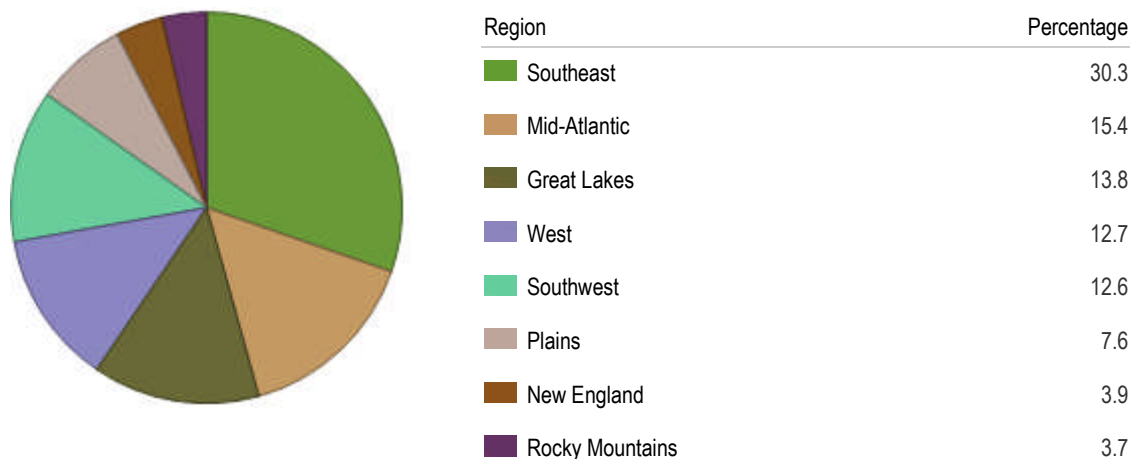 Region Percentage
Southeast 30.3
Mid-Atlantic 15.4
Great Lakes 13.8
West 12.7
Southwest 12.6
Plains 7.6
New England 3.9
Rocky Mountains 3.7